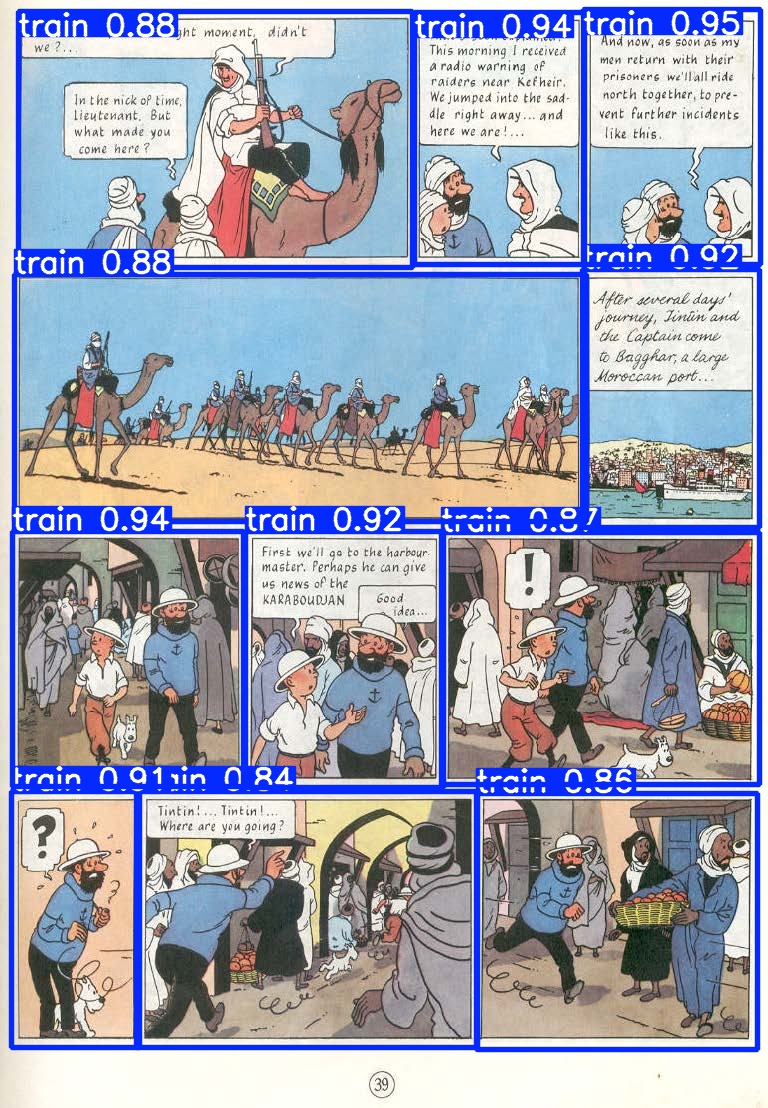 train 0.88
moment, didn't
we?...
In the nick of time,
lieutenant. But
what made you
come here?
train 0.94
This morning I received
a radio warning of
raiders near Kefheir.
We jumped into the sad-
dle right away... and
here we are!...
train 0.95
And now, as soon as my
men return with their
prisoners we'll all ride
north together, to pre-
vent further incidents
like this.
train 0.88
train 0.92
After several days'
journey, Tintin and
the Captain come
to Bagghar, a large
Moroccan port...
train 0.94
train 0.92
First we'll go to the harbour
master. Perhaps he can give
us news of the
KARABOUDJAN
Good
idea...
train 0.87
!
train 0.91
?
0.84
Tintin!... Tintin!...
Where are you going?
train 0.86
39